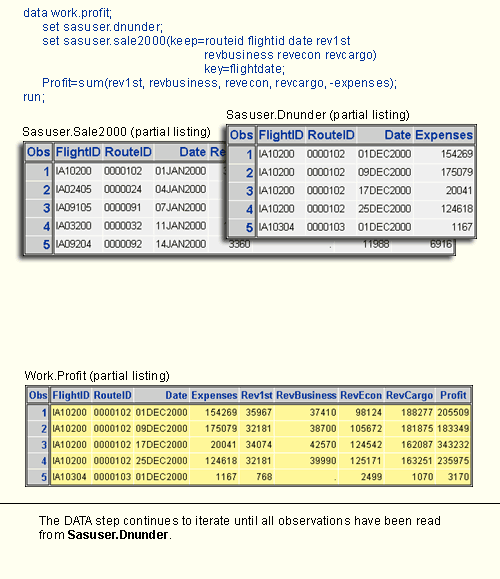 data work.profit;
set sasuser.dnunder;
set sasuser.sale2000(keep=routeid flightid date rev1st
revbusiness revecon revcargo)
key=flightdate;
Profit=sum(rev1st, revbusiness, revecon, revcargo, -expenses);
run;
Sasuser.Sale2000 (partial listing)
Obs FlightID RouteID Date
1 IA10200 0000102 01JAN2000
2 IA02405 0000024 04JAN2000
3 IA09105 0000091 07JAN2000
4 IA03200 0000032 11JAN2000
5 IA09204 0000092 14JAN2000 3360 . 11988 6916
Sasuser.Dnunder (partial listing)
Obs FlightID RouteID Date Expenses
1 IA10200 0000102 01DEC2000 154269
2 IA10200 0000102 09DEC2000 175079
3 IA10200 0000102 17DEC2000 20041
4 IA10200 0000102 25DEC2000 124618
5 IA10304 0000103 01DEC2000 1167
Work.Profit (partial listing)
Obs FlightID RouteID Date Expenses Rev1st RevBusiness RevEcon RevCargo Profit
1 IA10200 0000102 01DEC2000 154269 35967 37410 98124 188277 205509
2 IA10200 0000102 09DEC2000 175079 32181 38700 105672 181875 183349
3 IA10200 0000102 17DEC2000 20041 34074 42570 124542 162087 343232
4 IA10200 0000102 25DEC2000 124618 32181 39990 125171 163251 235975
5 IA10304 0000103 01DEC2000 1167 768 . 2499 1070 3170
The DATA step continues to iterate until all observations have been read
from Sasuser.Dnunder.